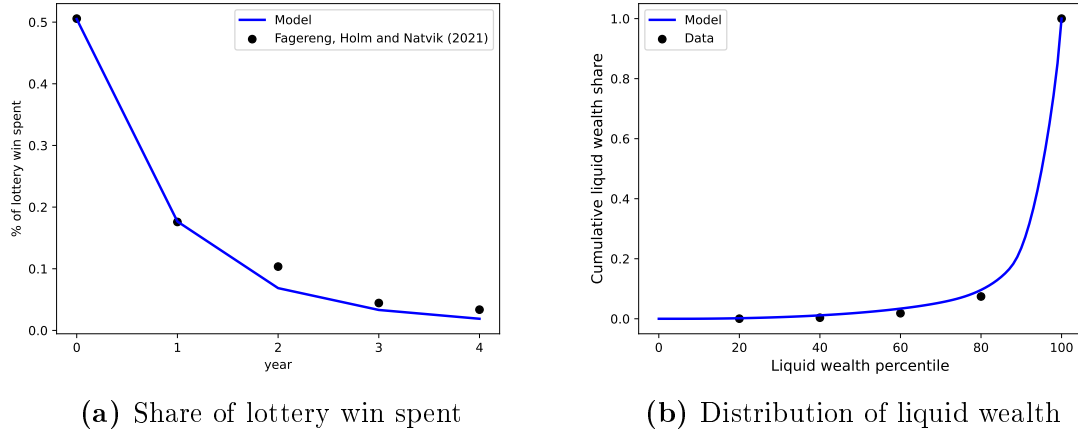 Model
Fagereng, Holm and Natvik (2021)
% of lottery win spent
0.5
0.4
0.3
0.2
0.1
0.0
0 1 2 3 4
year
(a) Share of lottery win spent
Model
Data
Cumulative liquid wealth share
1.0
0.8
0.6
0.4
0.2
0.0
0 20 40 60 80 100
Liquid wealth percentile
(b) Distribution of liquid wealth